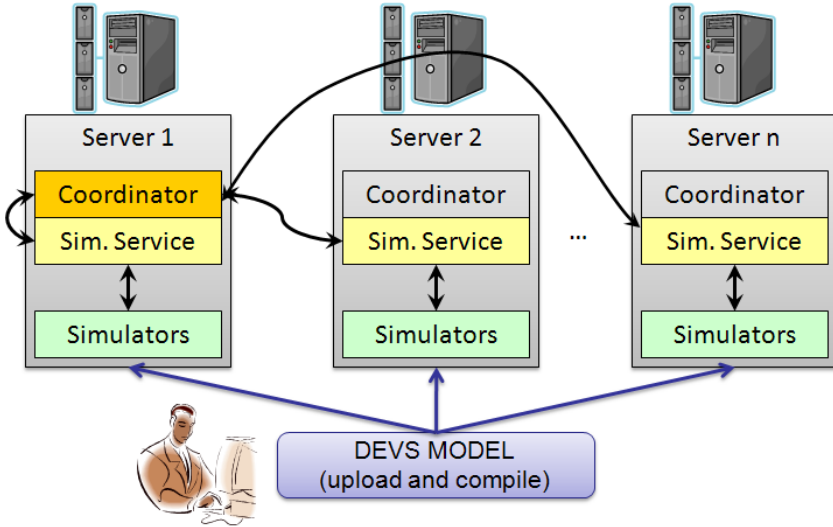 Server 1
Server 2
Server n
Coordinator
Coordinator
Coordinator
Sim. Service
Sim. Service
...
Sim. Service
Simulators
Simulators
Simulators
DEVS MODEL
(upload and compile)